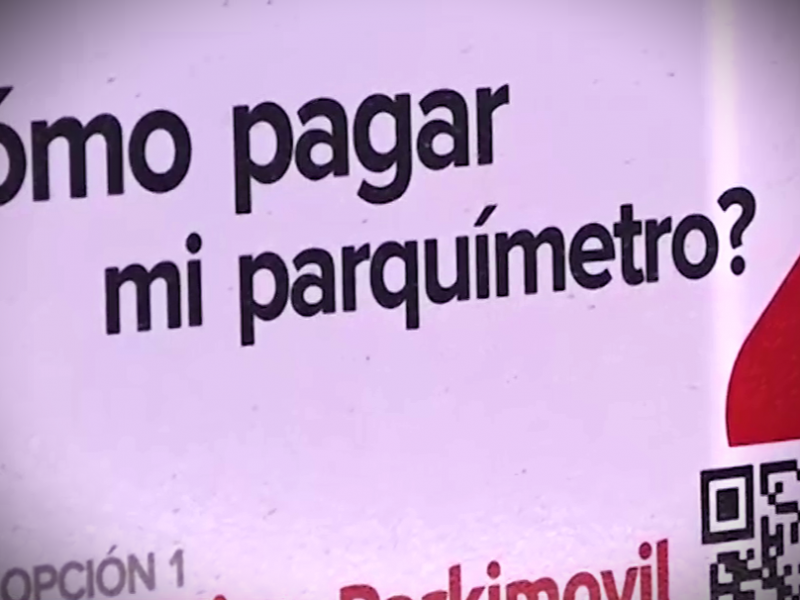 ómo pagar
mi parquímetro?
OPCIÓN 1
Parkimovil